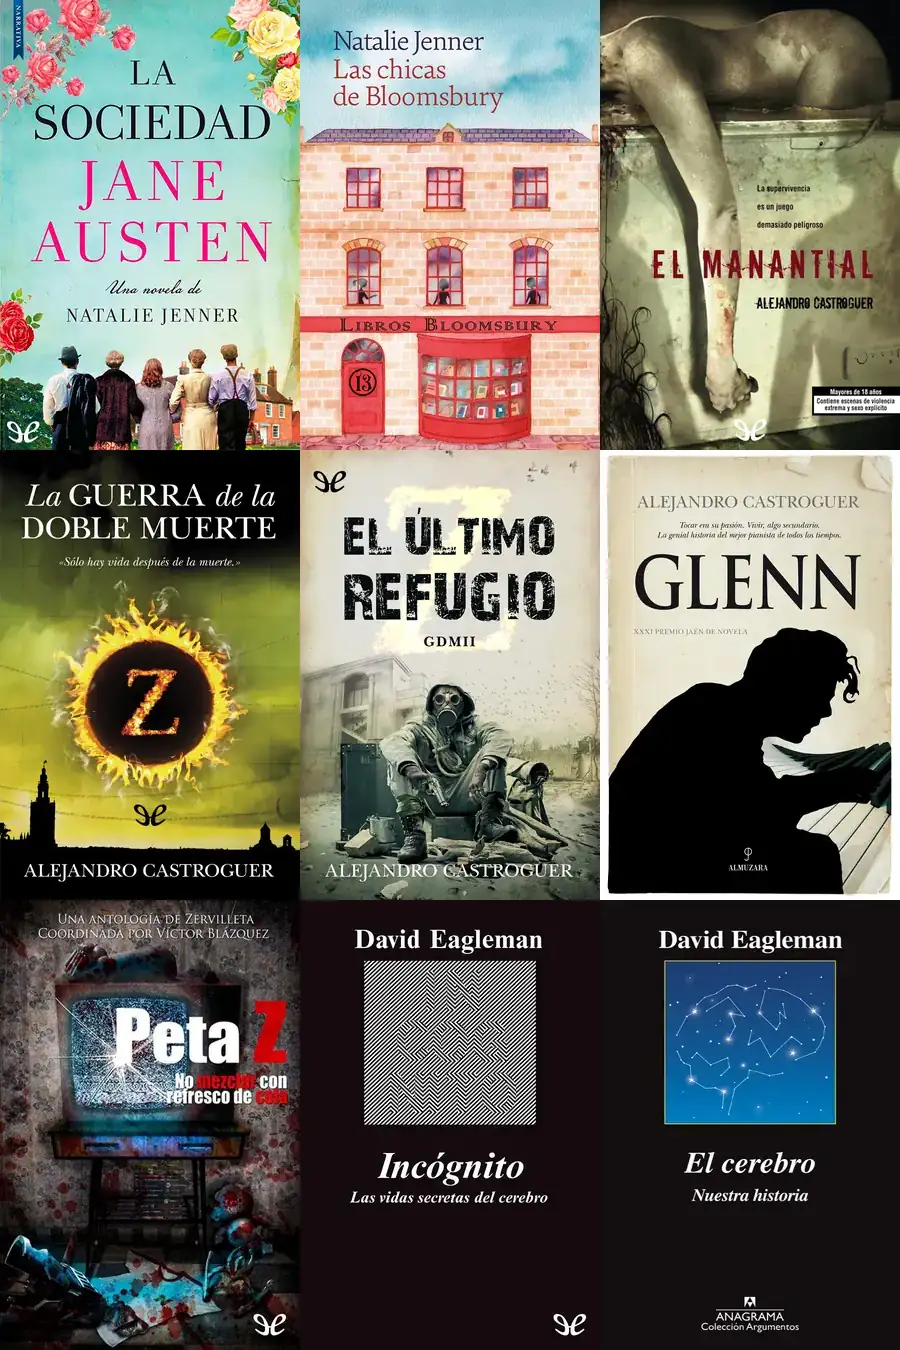 NARRATIVA
LA
SOCIEDAD
JANE
AUSTEN
Una novela de
NATALIE JENNER
Natalie Jenner
Las chicas
de Bloomsbury
LIBROS BLOOMSBURY
13
La supervivencia
es un juego
demasiado peligroso
EL MANANTIAL
ALEJANDRO CASTROGUER
Mayores de 18 años
Contiene escenas de violencia
extrema y sexo explícito
La GUERRA de la
DOBLE MUERTE
«Sólo hay vida después de la muerte.»
Z
ALEJANDRO CASTROGUER
Z
EL ÚLTIMO
REFUGIO
GDMII
ALEJANDRO CASTROGUER
ALEJANDRO CASTROGUER
Tocar era su pasión. Vivir, algo secundario.
La genial historia del mejor pianista de todos los tiempos.
GLENN
XXXI PREMIO JAÉN DE NOVELA
ALMUZARA
UNA ANTOLOGÍA DE ZERVILLETA
COORDINADA POR VÍCTOR BLÁZQUEZ
Peta Z
No mezclar con
refresco de cola
David Eagleman
Incógnito
Las vidas secretas del cerebro
David Eagleman
El cerebro
Nuestra historia
ANAGRAMA
Colección Argumentos